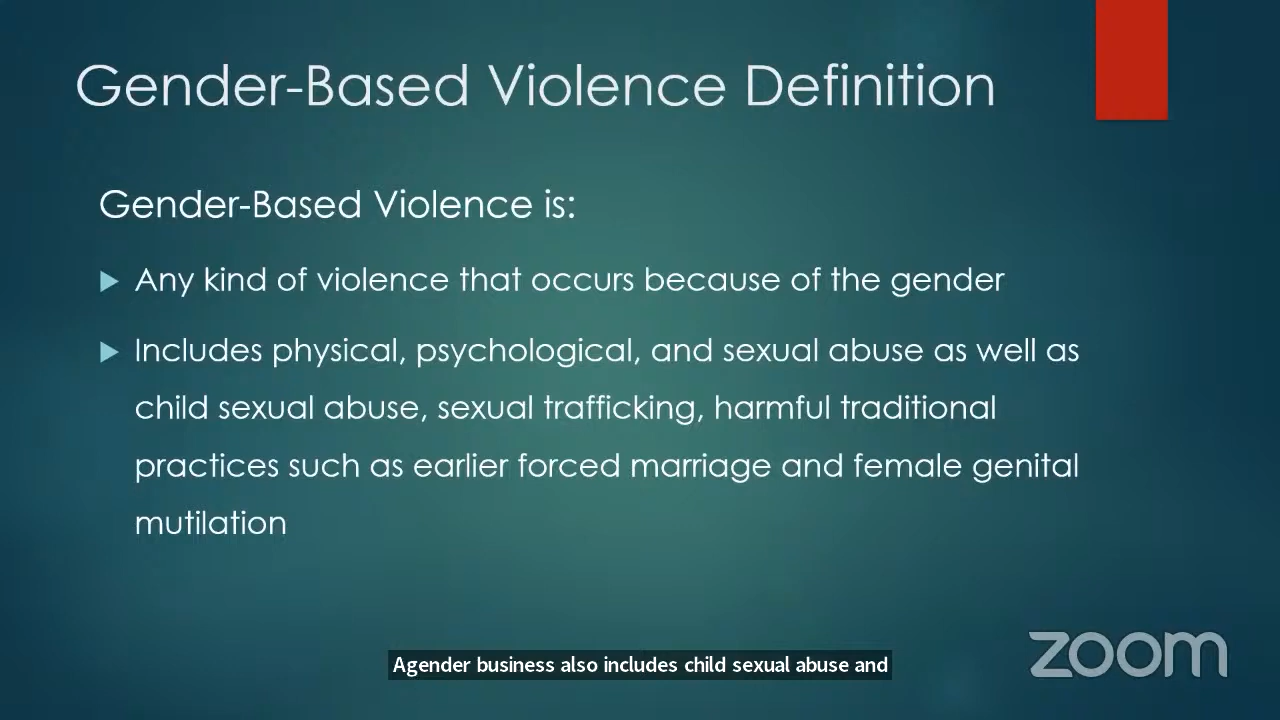 Gender-Based Violence Definition
Gender-Based Violence is:
Any kind of violence that occurs because of the gender
Includes physical, psychological, and sexual abuse as well as
child sexual abuse, sexual trafficking, harmful traditional
practices such as earlier forced marriage and female genital
mutilation
Agender business also includes child sexual abuse and
zoom